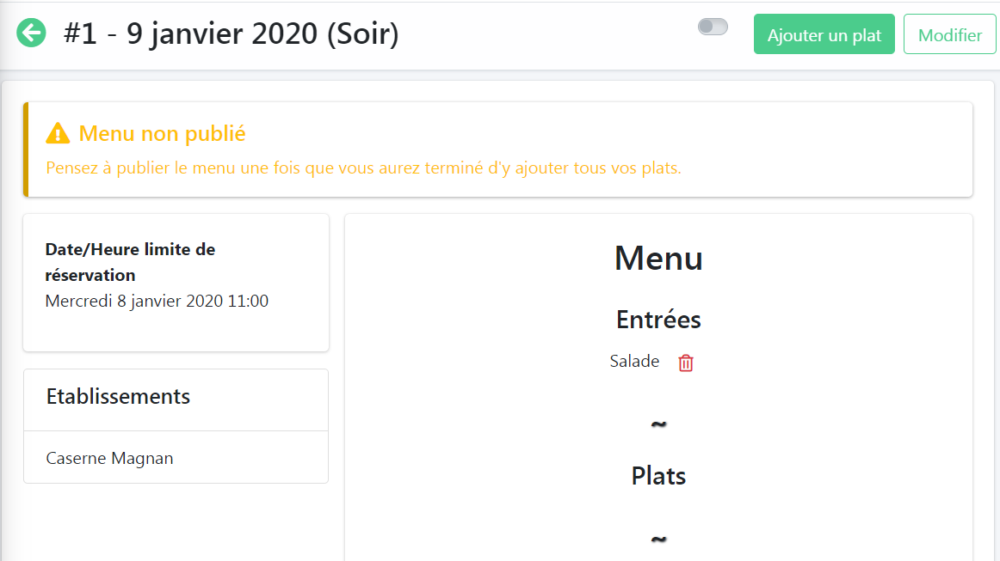 #1 - 9 janvier 2020 (Soir)
Ajouter un plat
Modifier
Menu non publié
Pensez à publier le menu une fois que vous aurez terminé d'y ajouter tous vos plats.
Date/Heure limite de
réservation
Mercredi 8 janvier 2020 11:00
Etablissements
Caserne Magnan
Menu
Entrées
Salade
~
Plats
~